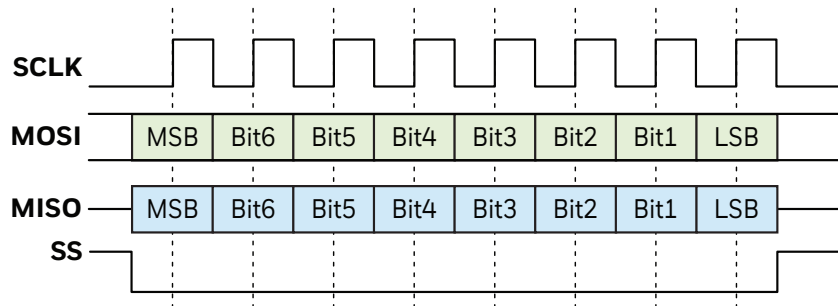 SCLK
MOSI MSB Bit6 Bit5 Bit4 Bit3 Bit2 Bit1 LSB
MISO MSB Bit6 Bit5 Bit4 Bit3 Bit2 Bit1 LSB
SS